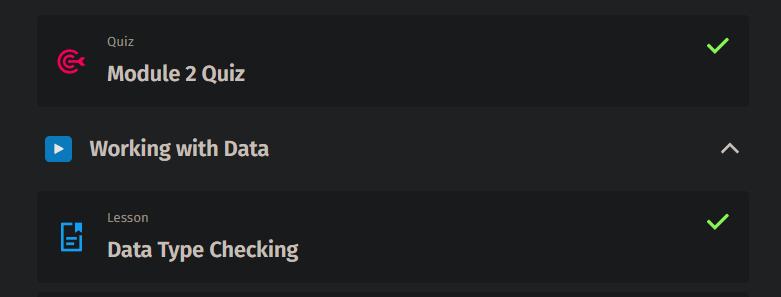 Quiz
Module 2 Quiz
Working with Data
Lesson
Data Type Checking